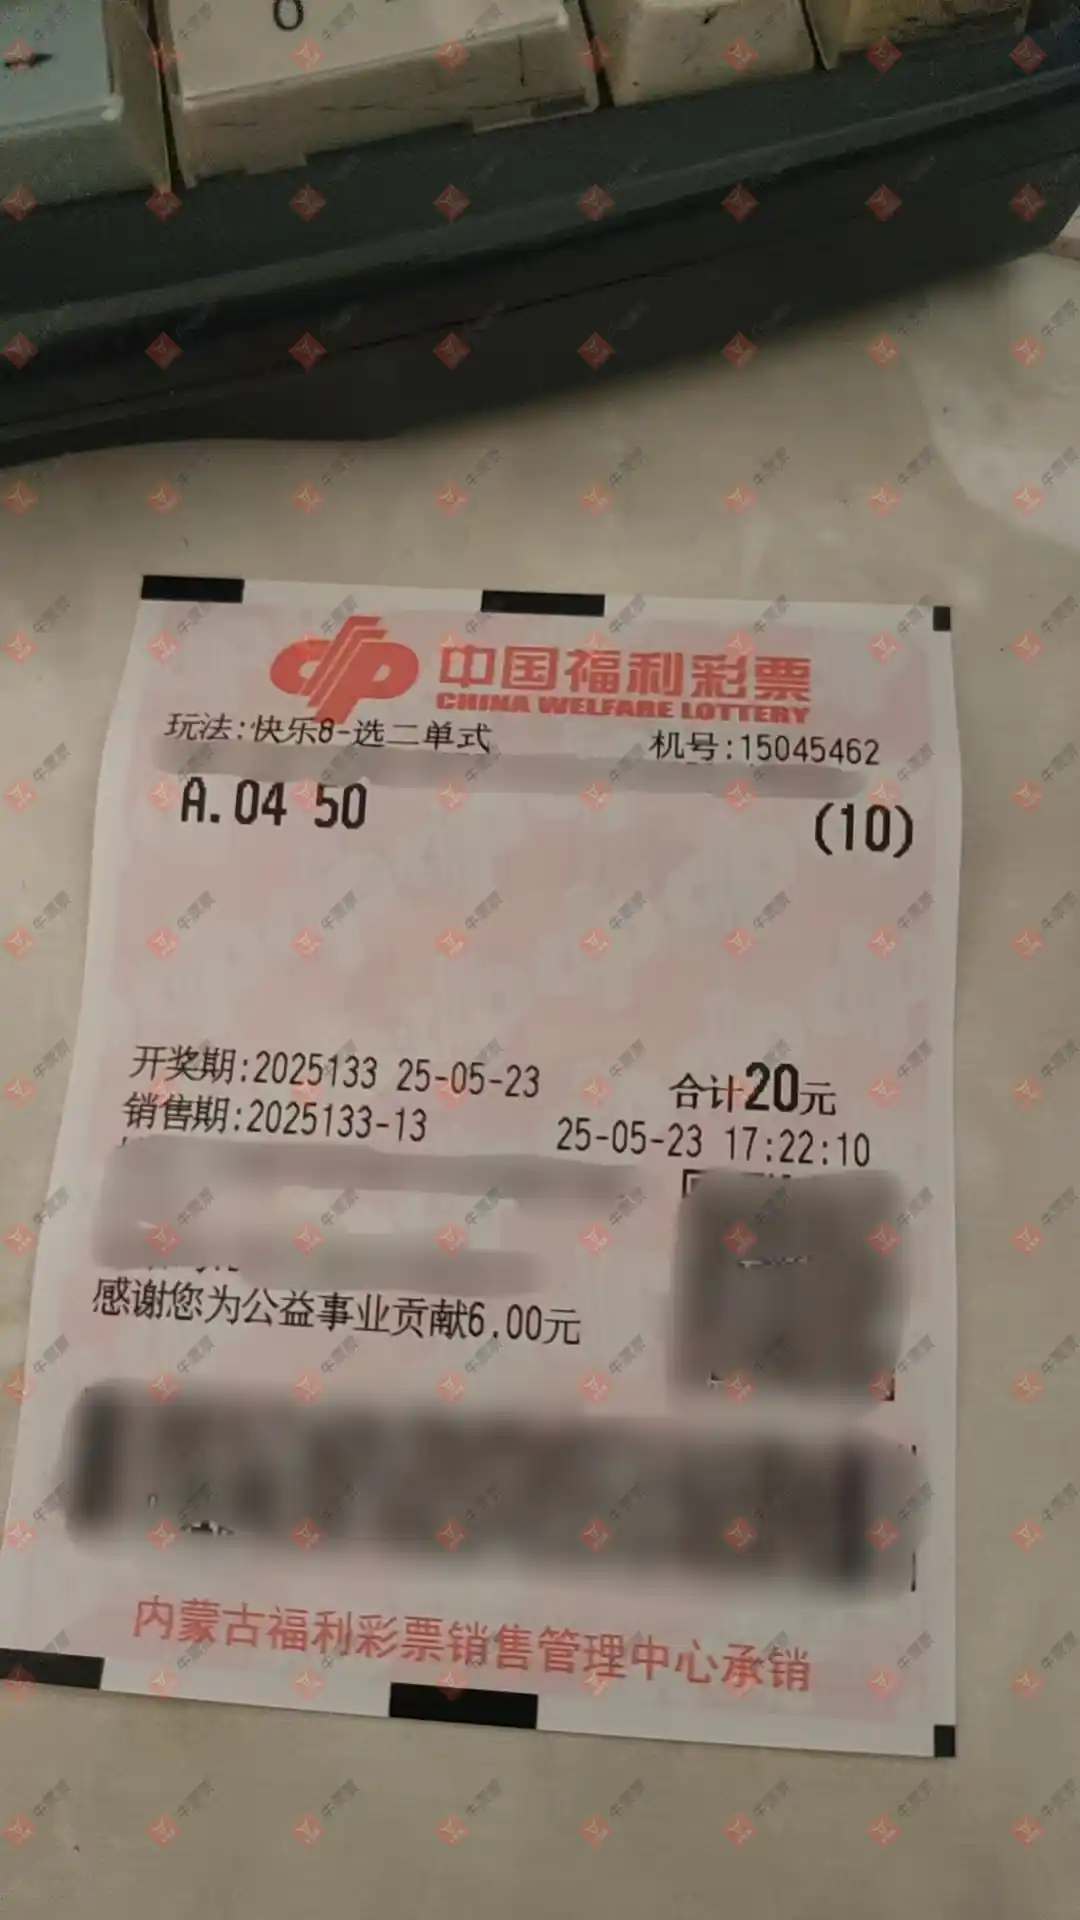 0
中国福利彩票
CHINA WELFARE LOTTERY
玩法:快乐8-选二单式 机号:15045462
A.04 50 (10)
开奖期:2025133 25-05-23 合计20元
销售期:2025133-13 25-05-23 17:22:10
感谢您为公益事业贡献6.00元
内蒙古福利彩票销售管理中心承销